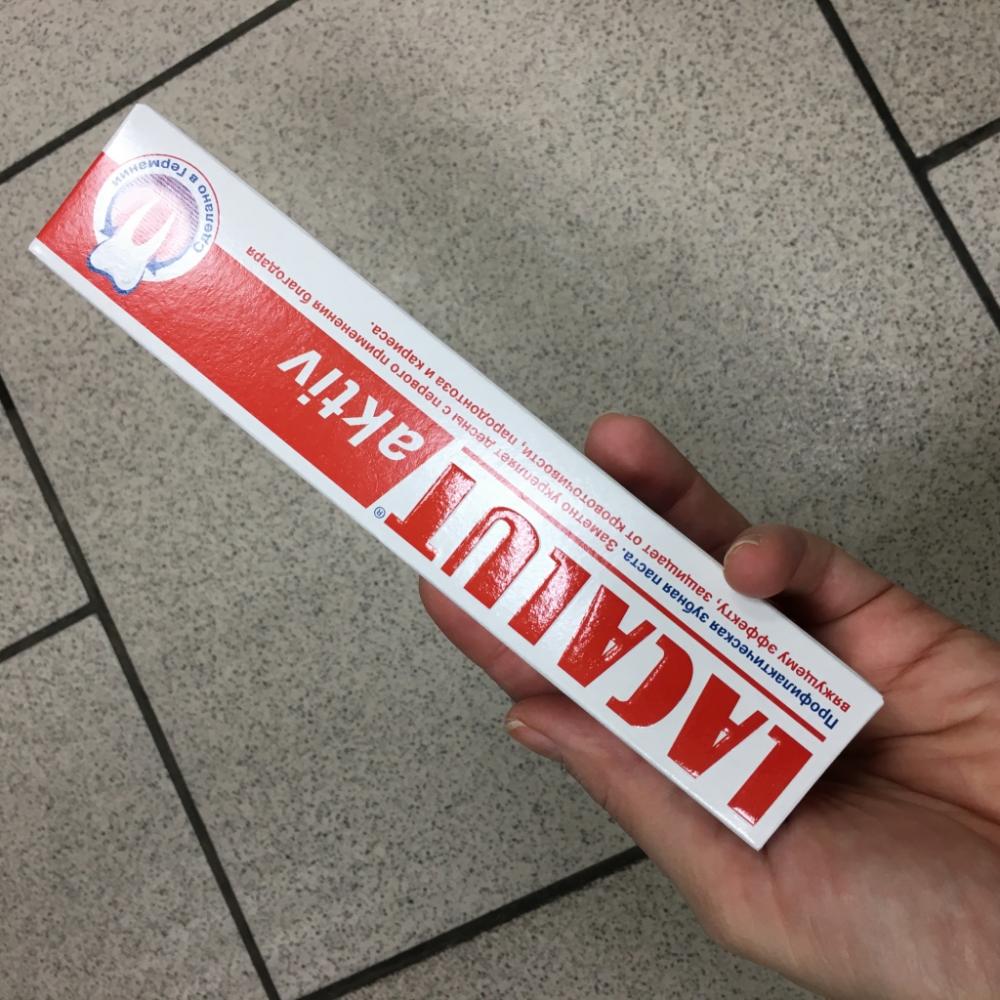 LACALUT® aktiv
Профилактическая зубная паста. Заметно укрепляет десны с первого применения благодаря
вяжущему эффекту, защищает от кровоточивости, пародонтоза и кариеса.
Сделано в Германии